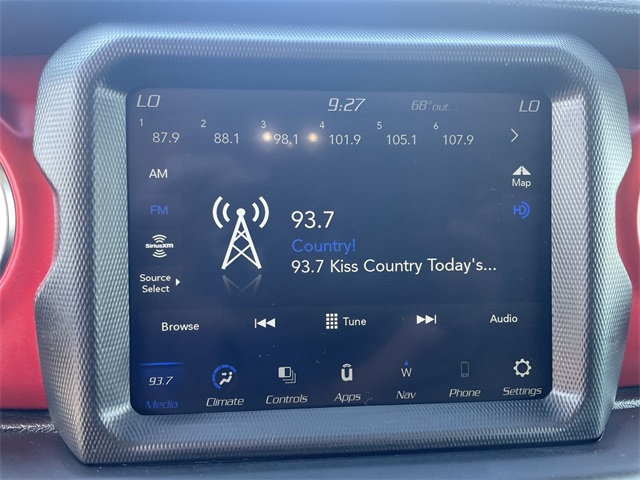 LO 9:27 68°out. LO
1 87.9 2 88.1 3 98.1 4 101.9 5 105.1 6 107.9
AM
Map
FM 93.7 HD
Country!
SiriusXM
93.7 Kiss Country Today's...
Source
Select
Browse Tune Audio
93.7 W
Media Climate Controls Apps Nav Phone Settings